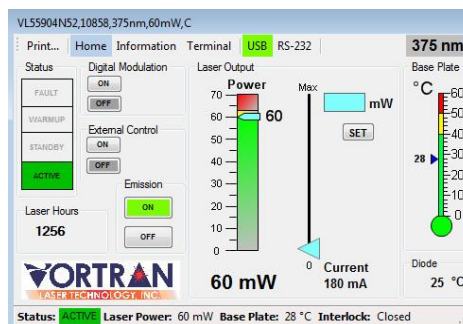 VL55904N52,10858,375nm,60mW,C
Print... Home Information Terminal USB RS-232 375 nm
Status Digital Modulation Laser Output Base Plate
FAULT
WARMUP
STANDBY
ACTIVE
ON
OFF
External Control
ON
OFF
Emission
ON
OFF
Laser Hours
1256
VORTRAN
LASER TECHNOLOGY, INC.
Power
70
60
50
40
30
20
10
0
60
60 mW
Max
mW
SET
0
Current
180 mA
°C
60
50
40
30
20
10
0
28
Diode
25 °C
Status: ACTIVE Laser Power: 60 mW Base Plate: 28 °C Interlock: Closed